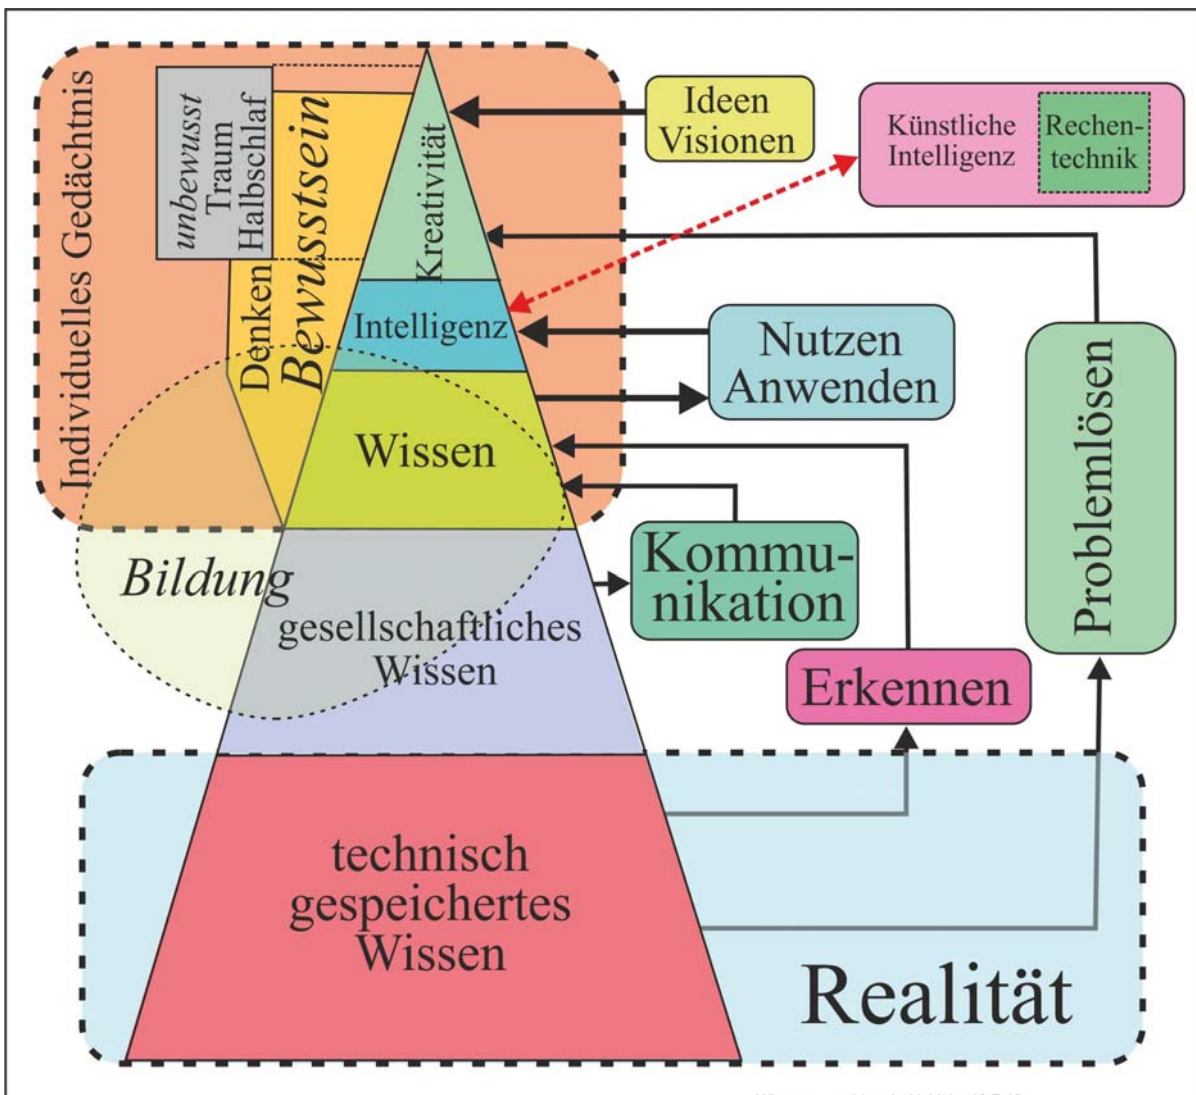 Individuelles Gedächtnis
unbewusst
Traum
Halbschlaf
Denken
Bewusstsein
Kreativität
Intelligenz
Wissen
Bildung
gesellschaftliches
Wissen
technisch
gespeichertes
Wissen
Ideen
Visionen
Künstliche
Intelligenz
Rechen-
technik
Nutzen
Anwenden
Kommu-
nikation
Erkennen
Problemlösen
Realität